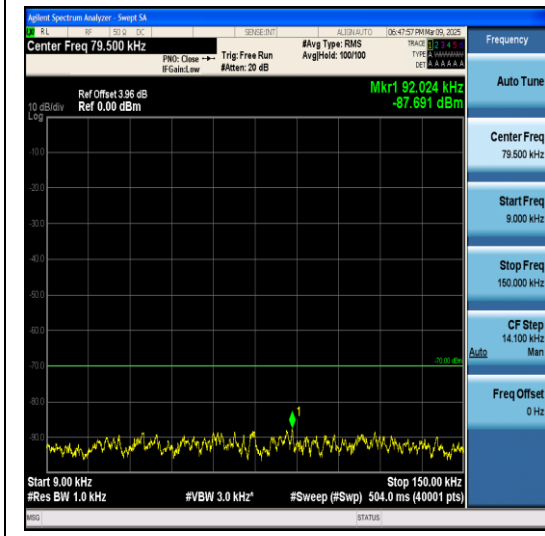 Agilent Spectrum Analyzer - Swept SA
RL RF 50 Ω DC SENSE:INT ALIGNAUTO 06:47:57 PM Mar 09, 2025
Center Freq 79.500 kHz
PNO: Close Trig: Free Run
IFGain:Low #Atten: 20 dB
#Avg Type: RMS
Avg|Hold: 100/100
TRACE 1 2 3 4 5 6
TYPE
DET A A A A A A
Frequency
Ref Offset 3.96 dB
10 dB/div Ref 0.00 dBm
Log
Mkr1 92.024 kHz
-87.691 dBm
Auto Tune
-10.0
-20.0
-30.0
-40.0
-50.0
-60.0
-70.0
-80.0
-90.0
-70.00 dBm
1
Center Freq
79.500 kHz
Start Freq
9.000 kHz
Stop Freq
150.000 kHz
CF Step
14.100 kHz
Auto Man
Freq Offset
0 Hz
Start 9.00 kHz Stop 150.00 kHz
#Res BW 1.0 kHz #VBW 3.0 kHz* #Sweep (#Swp) 504.0 ms (40001 pts)
MSG STATUS